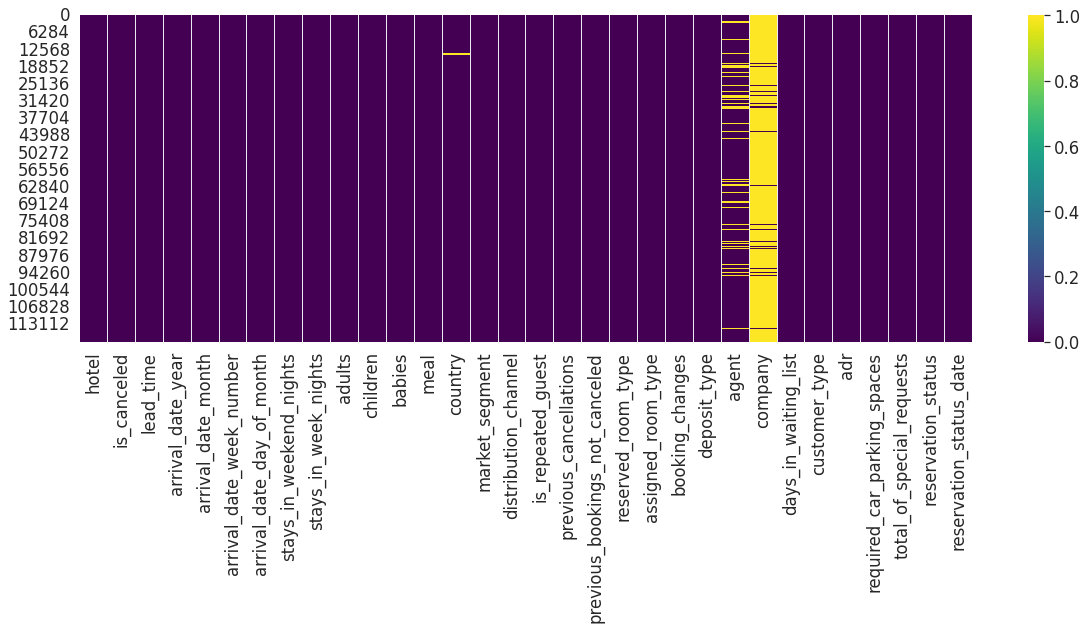 0
6284
12568
18852
25136
31420
37704
43988
50272
56556
62840
69124
75408
81692
87976
94260
100544
106828
113112
hotel
is_canceled
lead_time
arrival_date_year
arrival_date_month
arrival_date_week_number
arrival_date_day_of_month
stays_in_weekend_nights
stays_in_week_nights
adults
children
babies
meal
country
market_segment
distribution_channel
is_repeated_guest
previous_cancellations
previous_bookings_not_canceled
reserved_room_type
assigned_room_type
booking_changes
deposit_type
agent
company
days_in_waiting_list
customer_type
adr
required_car_parking_spaces
total_of_special_requests
reservation_status
reservation_status_date
1.0
0.8
0.6
0.4
0.2
0.0